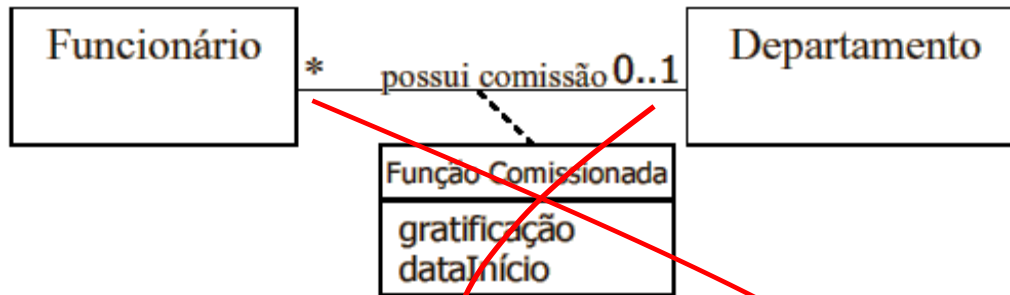 Funcionário
Departamento
* possui comissão 0..1
Função Comissionada
gratificação
dataInício